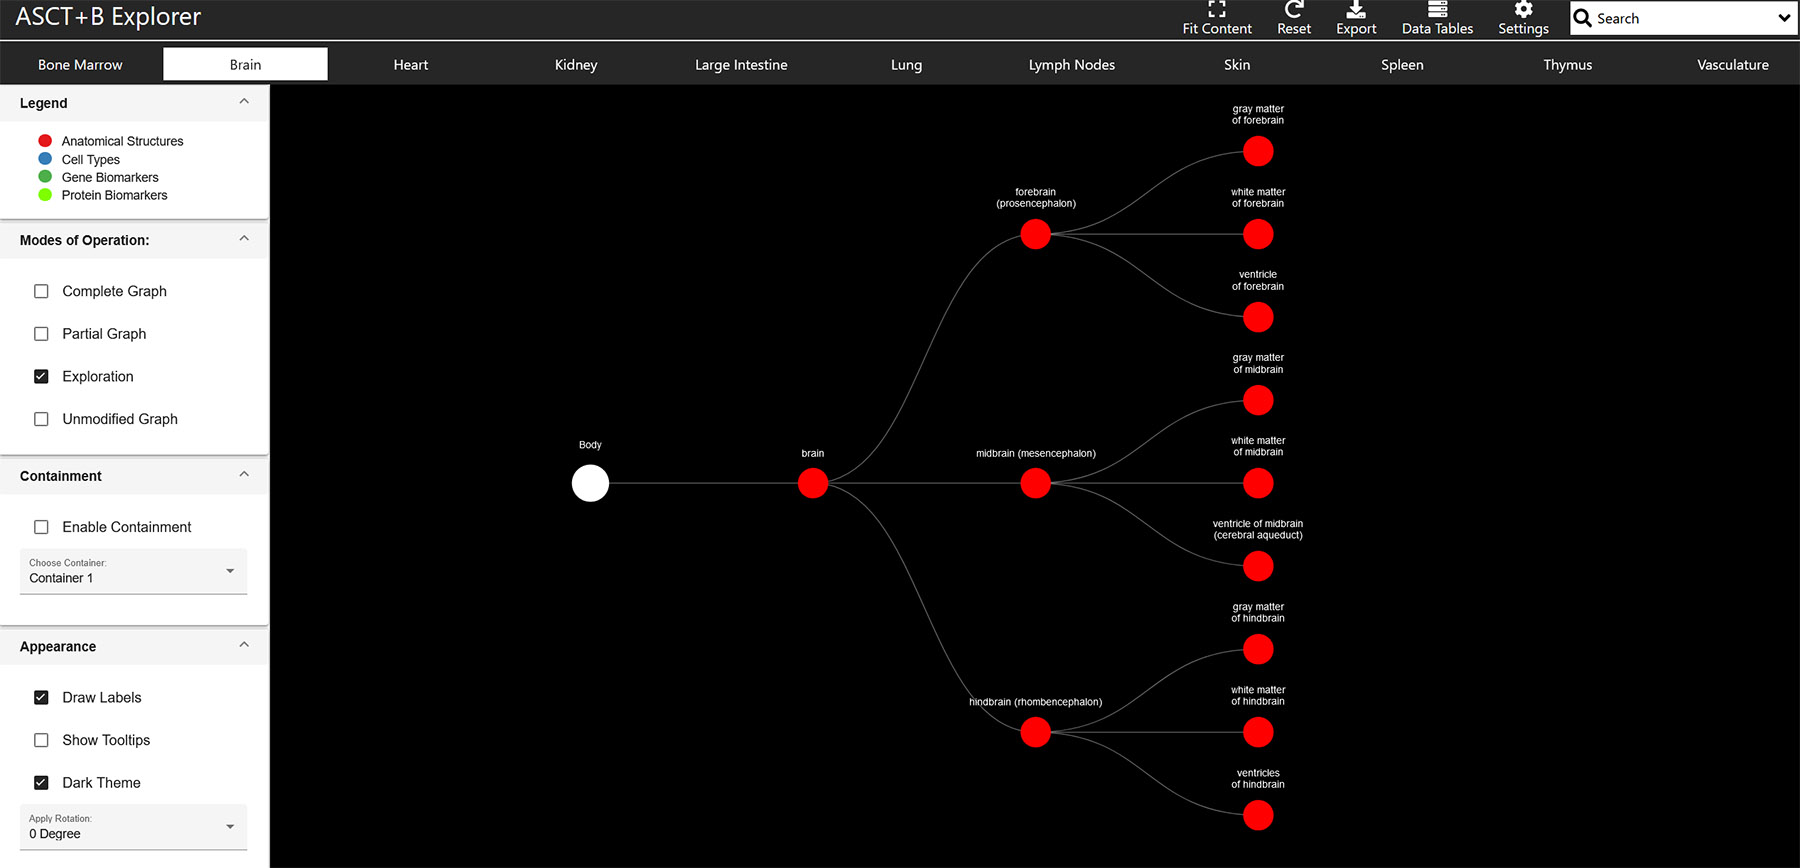 ASCT+B Explorer
Fit Content
Reset
Export
Data Tables
Settings
Search
Bone Marrow
Brain
Heart
Kidney
Large Intestine
Lung
Lymph Nodes
Skin
Spleen
Thymus
Vasculature
Legend
Anatomical Structures
Cell Types
Gene Biomarkers
Protein Biomarkers
Modes of Operation:
Complete Graph
Partial Graph
Exploration
Unmodified Graph
Containment
Enable Containment
Choose Container:
Container 1
Appearance
Draw Labels
Show Tooltips
Dark Theme
Apply Rotation:
0 Degree
Body
brain
forebrain
(prosencephalon)
midbrain (mesencephalon)
hindbrain (rhombencephalon)
gray matter
of forebrain
white matter
of forebrain
ventricle
of forebrain
gray matter
of midbrain
white matter
of midbrain
ventricle of midbrain
(cerebral aqueduct)
gray matter
of hindbrain
white matter
of hindbrain
ventricles
of hindbrain